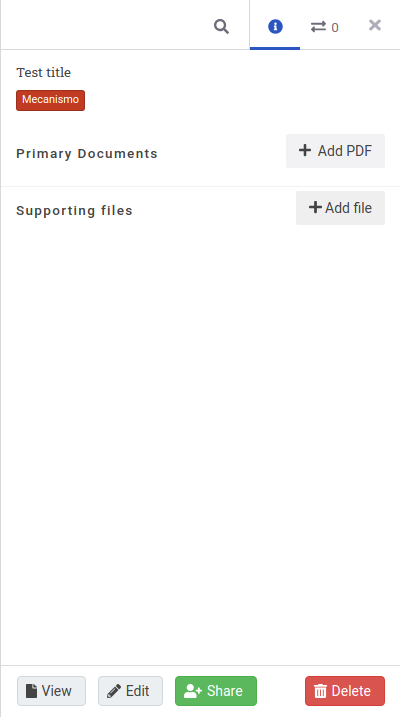 0
Test title
Mecanismo
Primary Documents
Add PDF
Supporting files
Add file
View
Edit
Share
Delete